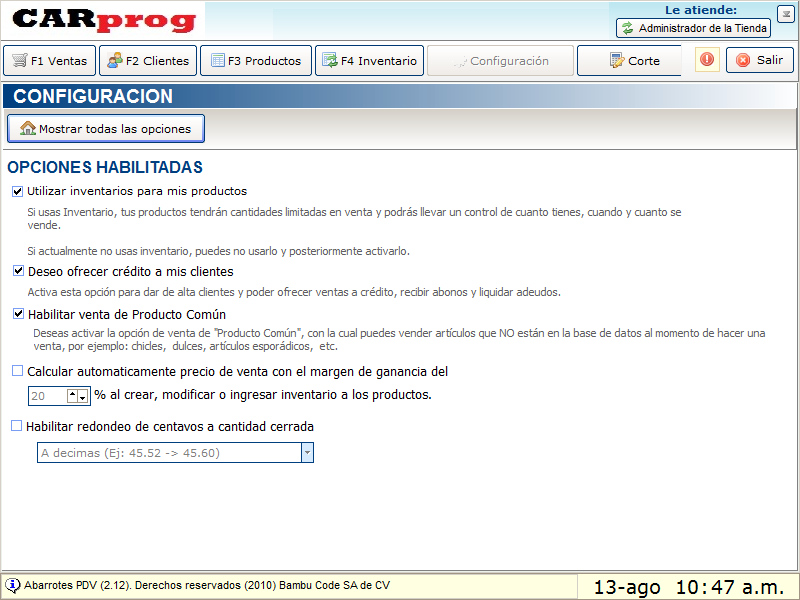 CARprog
Le atiende:
Administrador de la Tienda
F1 Ventas
F2 Clientes
F3 Productos
F4 Inventario
Configuración
Corte
Salir
CONFIGURACION
Mostrar todas las opciones
OPCIONES HABILITADAS
Utilizar inventarios para mis productos
Si usas Inventario, tus productos tendrán cantidades limitadas en venta y podrás llevar un control de cuanto tienes, cuando y cuanto se
vende.
Si actualmente no usas inventario, puedes no usarlo y posteriormente activarlo.
Deseo ofrecer crédito a mis clientes
Activa esta opción para dar de alta clientes y poder ofrecer ventas a crédito, recibir abonos y liquidar adeudos.
Habilitar venta de Producto Común
Deseas activar la opción de venta de "Producto Común", con la cual puedes vender artículos que NO están en la base de datos al momento de hacer una
venta, por ejemplo: chicles, dulces, artículos esporádicos, etc.
Calcular automaticamente precio de venta con el margen de ganancia del
20 % al crear, modificar o ingresar inventario a los productos.
Habilitar redondeo de centavos a cantidad cerrada
A decimas (Ej: 45.52 -> 45.60)
Abarrotes PDV (2.12). Derechos reservados (2010) Bambu Code SA de CV
13-ago 10:47 a.m.